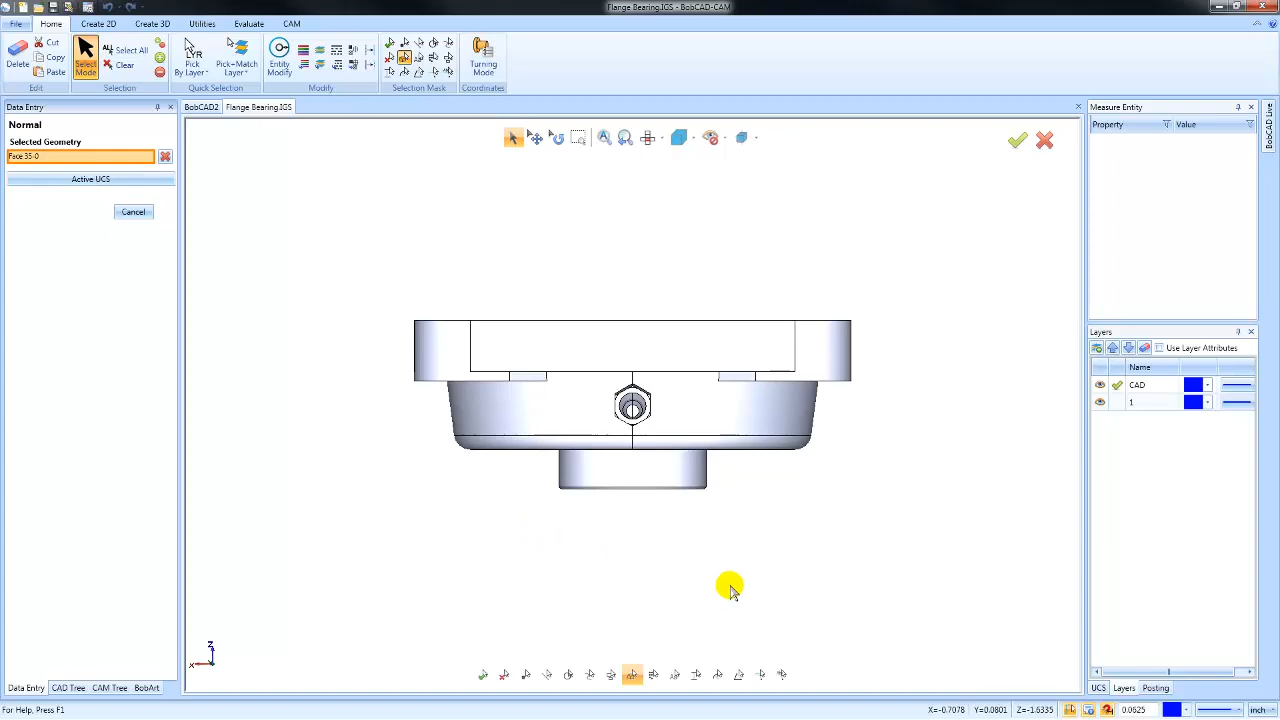 Flange Bearing.IGS - BobCAD-CAM
File Home Create 2D Create 3D Utilities Evaluate CAM
Delete
Cut
Copy
Paste
Edit
Select Mode
Select All
Clear
Selection
LYR
Pick By Layer
Pick-Match Layer
Quick Selection
Entity Modify
Modify
Selection Mask
Turning Mode
Coordinates
Data Entry
BobCAD2 Flange Bearing.IGS
Normal
Selected Geometry
Face 35-0
Active UCS
Cancel
Measure Entity
Property Value
BobCAD Live
Layers
Use Layer Attributes
Name
CAD
1
Z
X
Data Entry CAD Tree CAM Tree BobArt
UCS Layers Posting
For Help, Press F1
X=-0.7078 Y=0.0801 Z=-1.6335 0.0625 inch